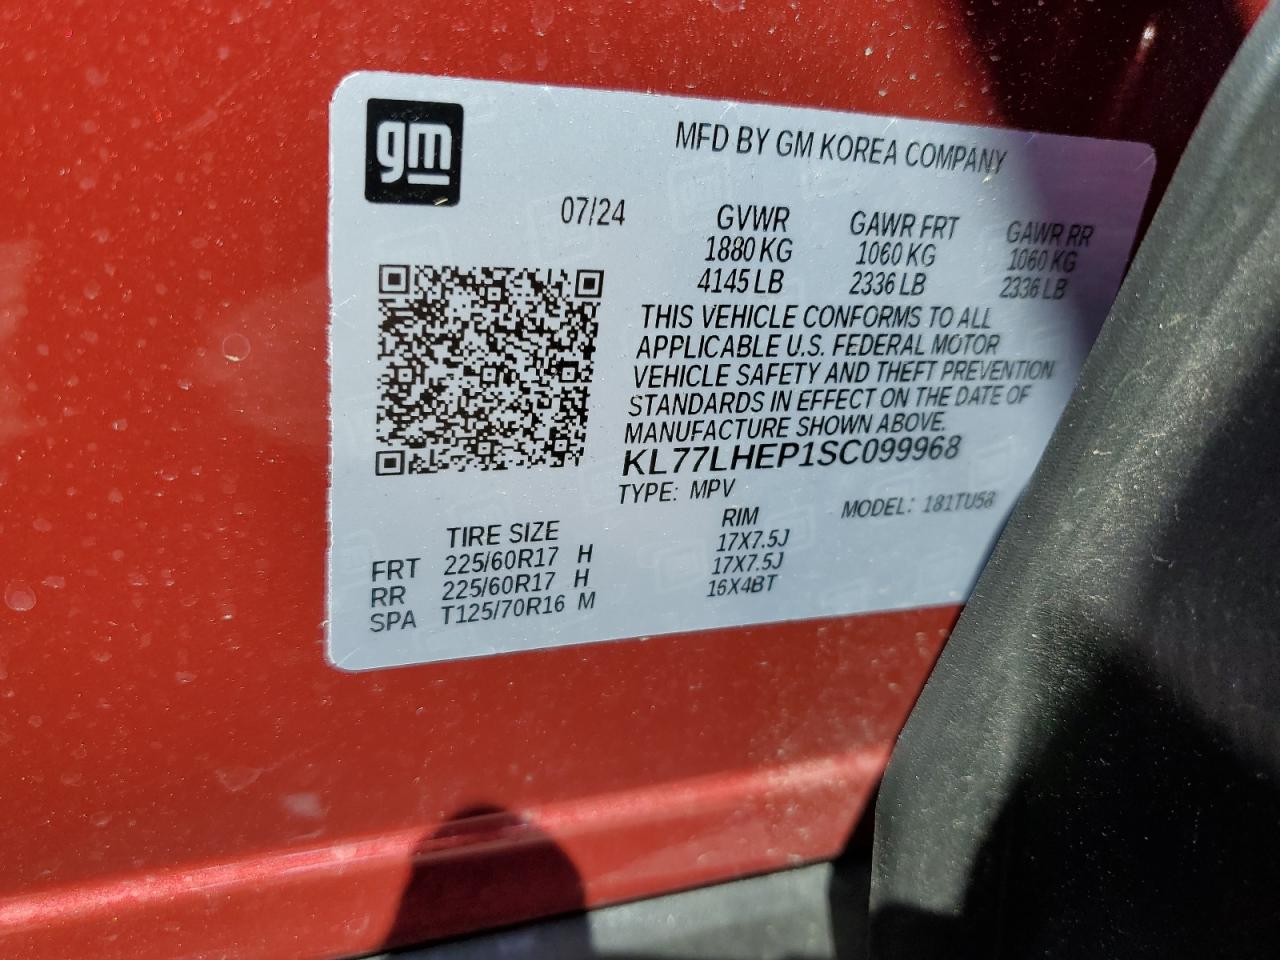 gm
MFD BY GM KOREA COMPANY
07/24 GVWR GAWR FRT GAWR RR
1880 KG 1060 KG 1060 KG
4145 LB 2336 LB 2336 LB
THIS VEHICLE CONFORMS TO ALL
APPLICABLE U.S. FEDERAL MOTOR
VEHICLE SAFETY AND THEFT PREVENTION
STANDARDS IN EFFECT ON THE DATE OF
MANUFACTURE SHOWN ABOVE.
KL77LHEP1SC099968
TYPE: MPV MODEL: 181TU58
TIRE SIZE RIM
FRT 225/60R17 H 17X7.5J
RR 225/60R17 H 17X7.5J
SPA T125/70R16 M 16X4BT